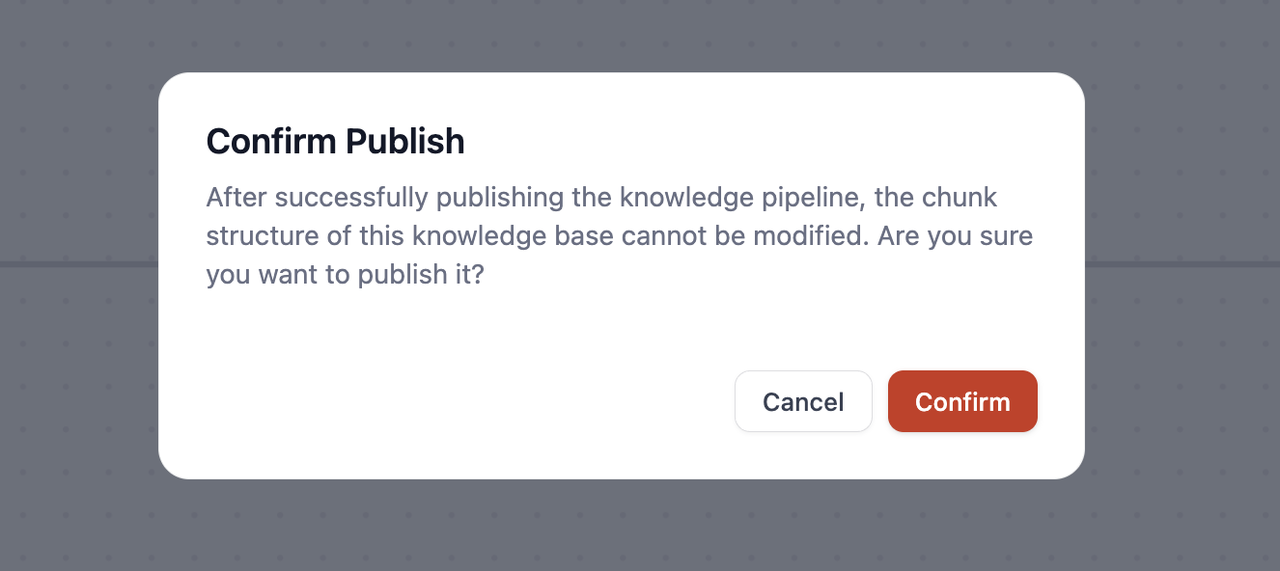 Confirm Publish
After successfully publishing the knowledge pipeline, the chunk
structure of this knowledge base cannot be modified. Are you sure
you want to publish it?
Cancel
Confirm